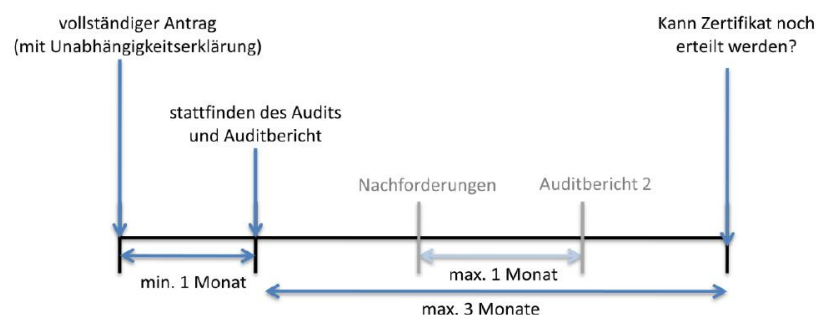 vollständiger Antrag
(mit Unabhängigkeitserklärung)
Kann Zertifikat noch
erteilt werden?
stattfinden des Audits
und Auditbericht
Nachforderungen
Auditbericht 2
min. 1 Monat
max. 1 Monat
max. 3 Monate